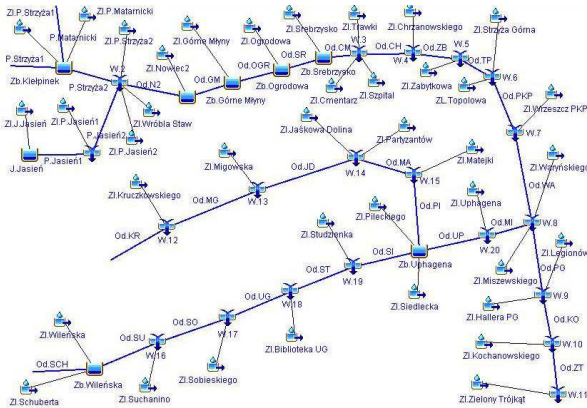 Zl.P.Strzyża1
Zl.P.Matarnicki
P.Matarnicki
Zl.P.Strzyża2
P.Strzyża1
Zb.Kiełpinek
W.2
P.Strzyża2
Od.N2
Zl.Nowiec2
Zl.Górne Młyny
Od.GM
Zb.Górne Młyny
Zl.Ogrodowa
Od.OGR
Zb.Ogrodowa
Zl.Srebrzysko
Od.SR
Zb.Srebrzysko
Zl.Trawki
W.3
Od.CM
Zl.Cmentarz
Zl.Szpital
Zl.Chrzanowskiego
Od.CH
W.4
Od.ZB
W.5
Zl.Zabytkowa
Od.TP
Zl.Topolowa
Zl.Strzyża Górna
W.6
Od.PKP
Zl.Wrzeszcz PKP
W.7
Zl.J.Jasień
J.Jasień
P.Jasień1
Zl.P.Jasień1
P.Jasień2
Zl.P.Jasień2
Zl.Wróbla Staw
Zl.Jaśkowa Dolina
Zl.Partyzantów
Zl.Migowska
Od.JD
W.14
Od.MA
Zl.Matejki
W.15
Zl.Waryńskiego
Od.WA
Zl.Kruczkowskiego
Od.MG
W.13
W.12
Od.KR
Od.PI
Zl.Pileckiego
Zl.Uphagena
Od.MI
W.8
Zl.Studzienka
Od.SI
Od.UP
W.20
Zb.Uphagena
Zl.Legionów
Od.PG
Zl.Miszewskiego
Od.ST
W.19
Zl.Siedlecka
W.9
Od.UG
W.18
Zl.Hallera PG
Od.KO
Zl.Wileńska
Od.SU
Od.SO
W.17
Zl.Biblioteka UG
Zl.Kochanowskiego
W.10
W.16
Od.SCH
Zb.Wileńska
Zl.Sobieskiego
Od.ZT
Zl.Schuberta
Zl.Suchanino
Zl.Zielony Trójkąt
W.11